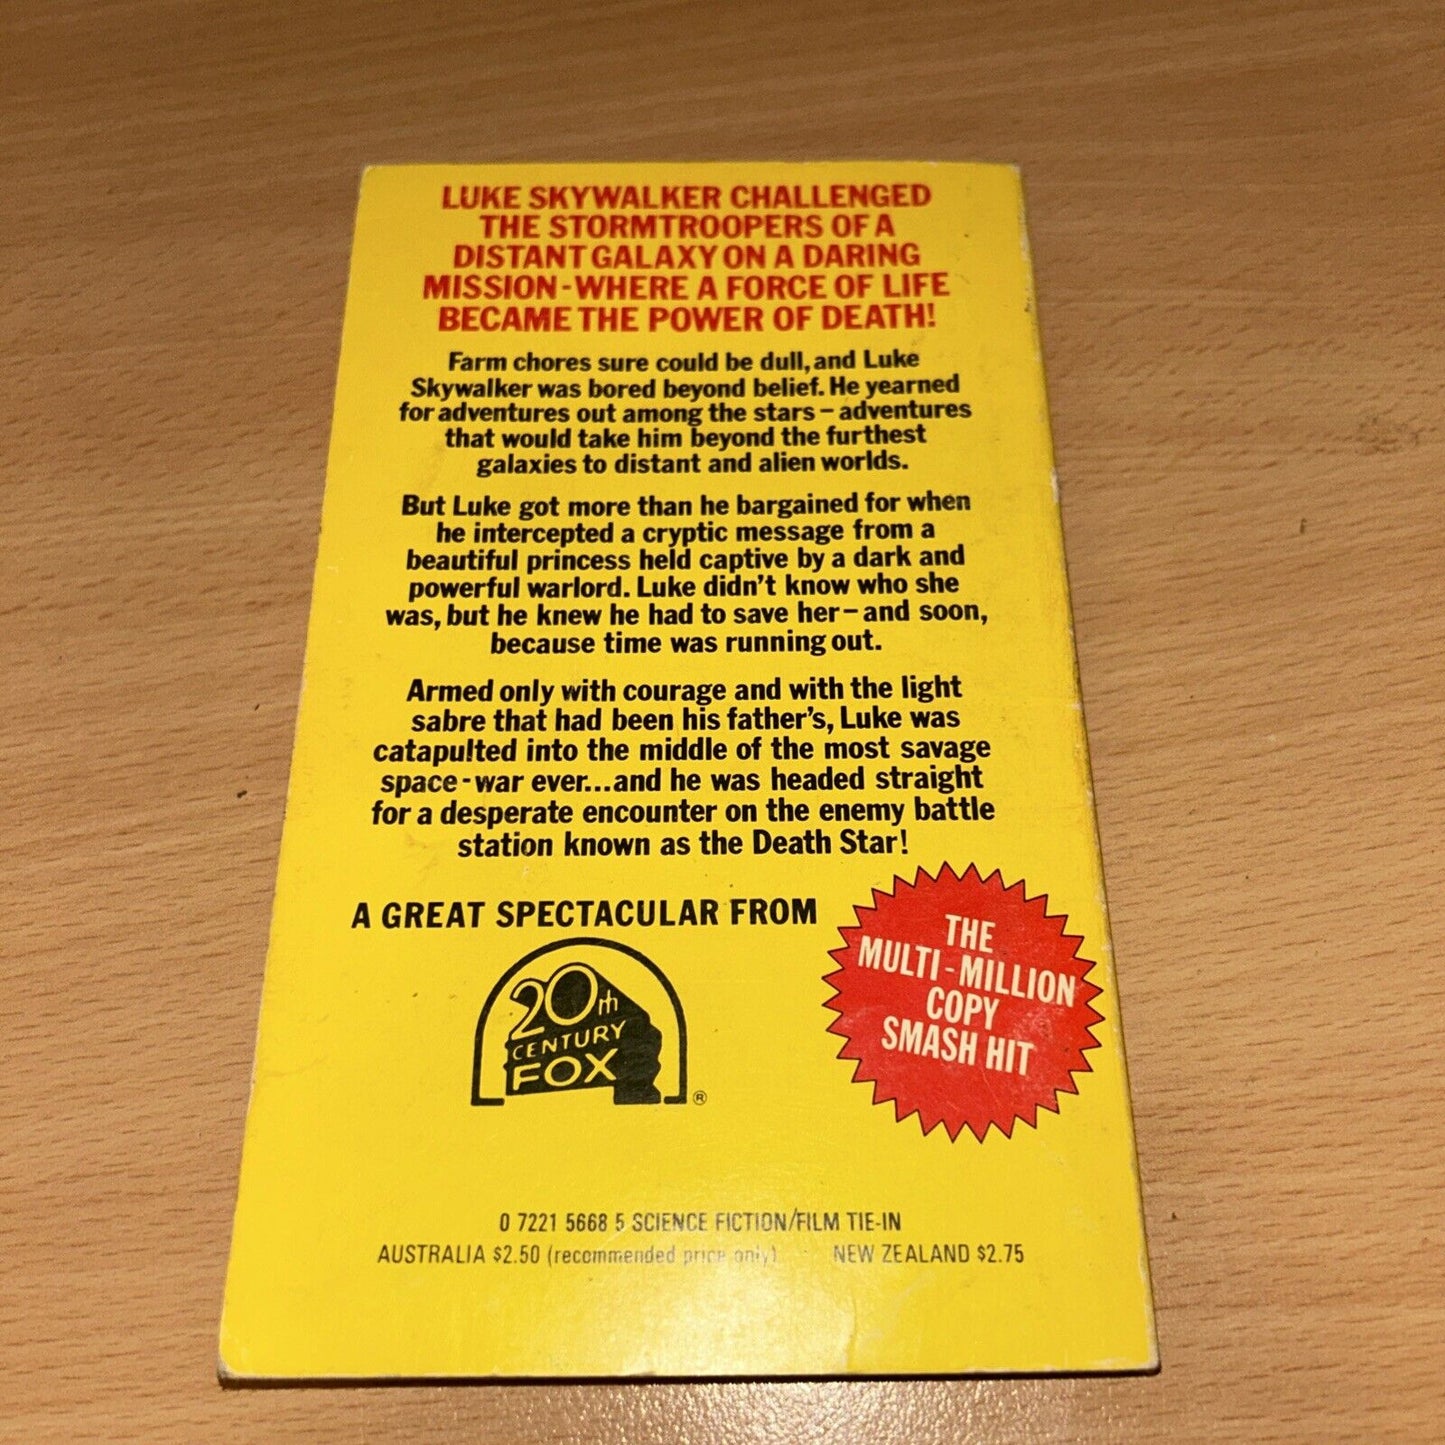 LUKE SKYWALKER CHALLENGED
THE STORMTROOPERS OF A
DISTANT GALAXY ON A DARING
MISSION-WHERE A FORCE OF LIFE
BECAME THE POWER OF DEATH!
Farm chores sure could be dull, and Luke
Skywalker was bored beyond belief. He yearned
for adventures out among the stars – adventures
that would take him beyond the furthest
galaxies to distant and alien worlds.
But Luke got more than he bargained for when
he intercepted a cryptic message from a
beautiful princess held captive by a dark and
powerful warlord. Luke didn't know who she
was, but he knew he had to save her – and soon,
because time was running out.
Armed only with courage and with the light
sabre that had been his father's, Luke was
catapulted into the middle of the most savage
space-war ever...and he was headed straight
for a desperate encounter on the enemy battle
station known as the Death Star!
A GREAT SPECTACULAR FROM
20th
CENTURY
FOX
®
THE
MULTI-MILLION
COPY
SMASH HIT
0 7221 5668 5 SCIENCE FICTION/FILM TIE-IN
AUSTRALIA $2.50 (recommended price only) NEW ZEALAND $2.75